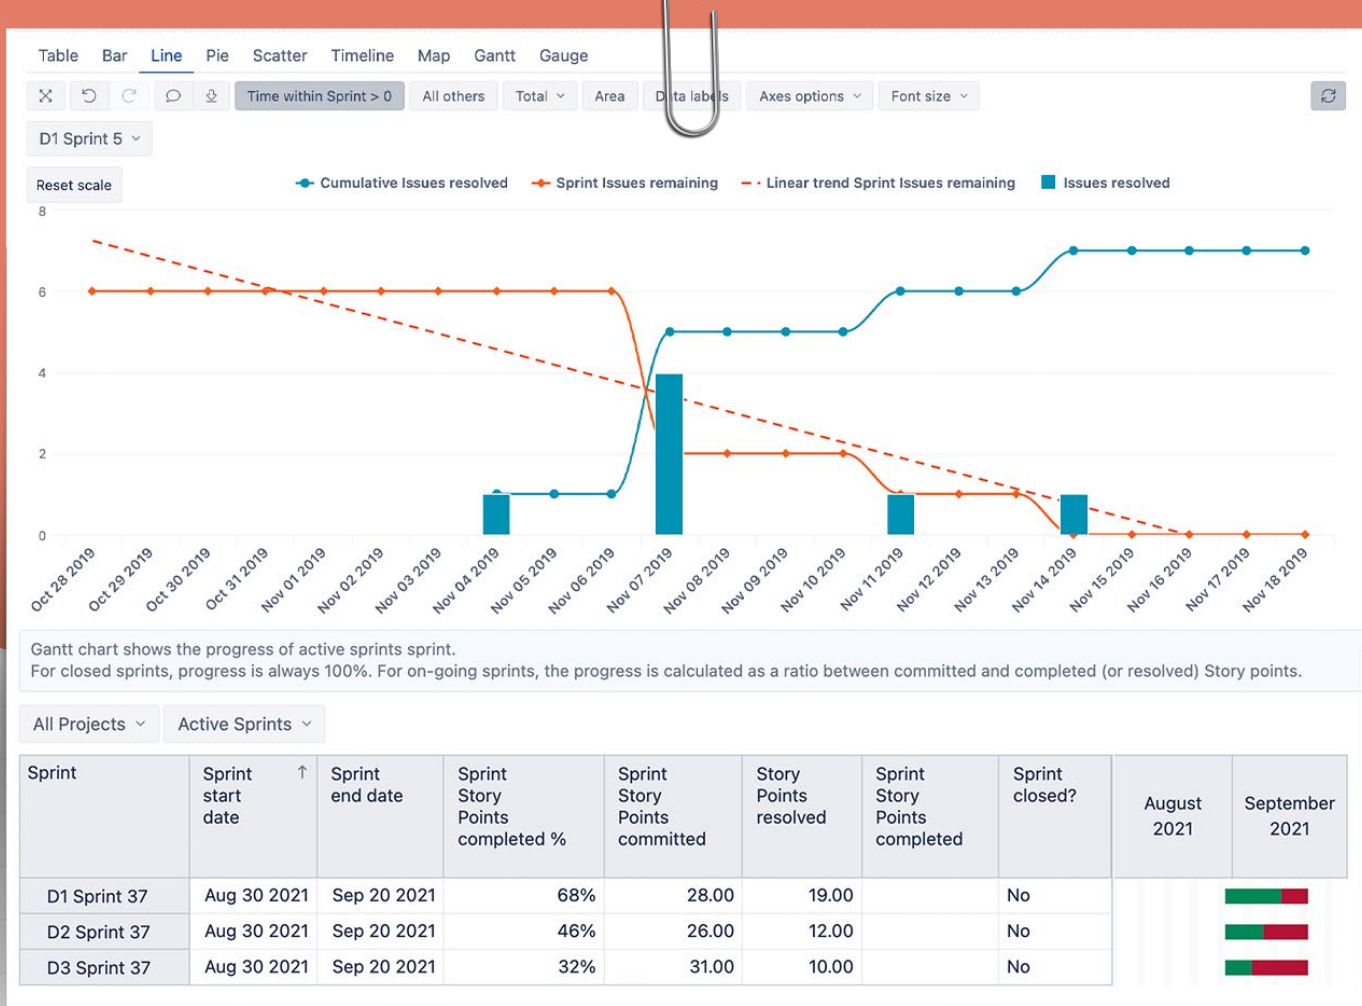 Table Bar Line Pie Scatter Timeline Map Gantt Gauge
Time within Sprint > 0 All others Total Area Data labels Axes options Font size
D1 Sprint 5
Reset scale
Cumulative Issues resolved Sprint Issues remaining Linear trend Sprint Issues remaining Issues resolved
8
6
4
2
0
Oct 28 2019 Oct 29 2019 Oct 30 2019 Oct 31 2019 Nov 01 2019 Nov 02 2019 Nov 03 2019 Nov 04 2019 Nov 05 2019 Nov 06 2019 Nov 07 2019 Nov 08 2019 Nov 09 2019 Nov 10 2019 Nov 11 2019 Nov 12 2019 Nov 13 2019 Nov 14 2019 Nov 15 2019 Nov 16 2019 Nov 17 2019 Nov 18 2019
Gantt chart shows the progress of active sprints sprint.
For closed sprints, progress is always 100%. For on-going sprints, the progress is calculated as a ratio between committed and completed (or resolved) Story points.
All Projects Active Sprints
Sprint
Sprint
start
date
Sprint
end date
Sprint
Story
Points
completed %
Sprint
Story
Points
committed
Story
Points
resolved
Sprint
Story
Points
completed
Sprint
closed?
August
2021
September
2021
D1 Sprint 37 Aug 30 2021 Sep 20 2021 68% 28.00 19.00 No
D2 Sprint 37 Aug 30 2021 Sep 20 2021 46% 26.00 12.00 No
D3 Sprint 37 Aug 30 2021 Sep 20 2021 32% 31.00 10.00 No